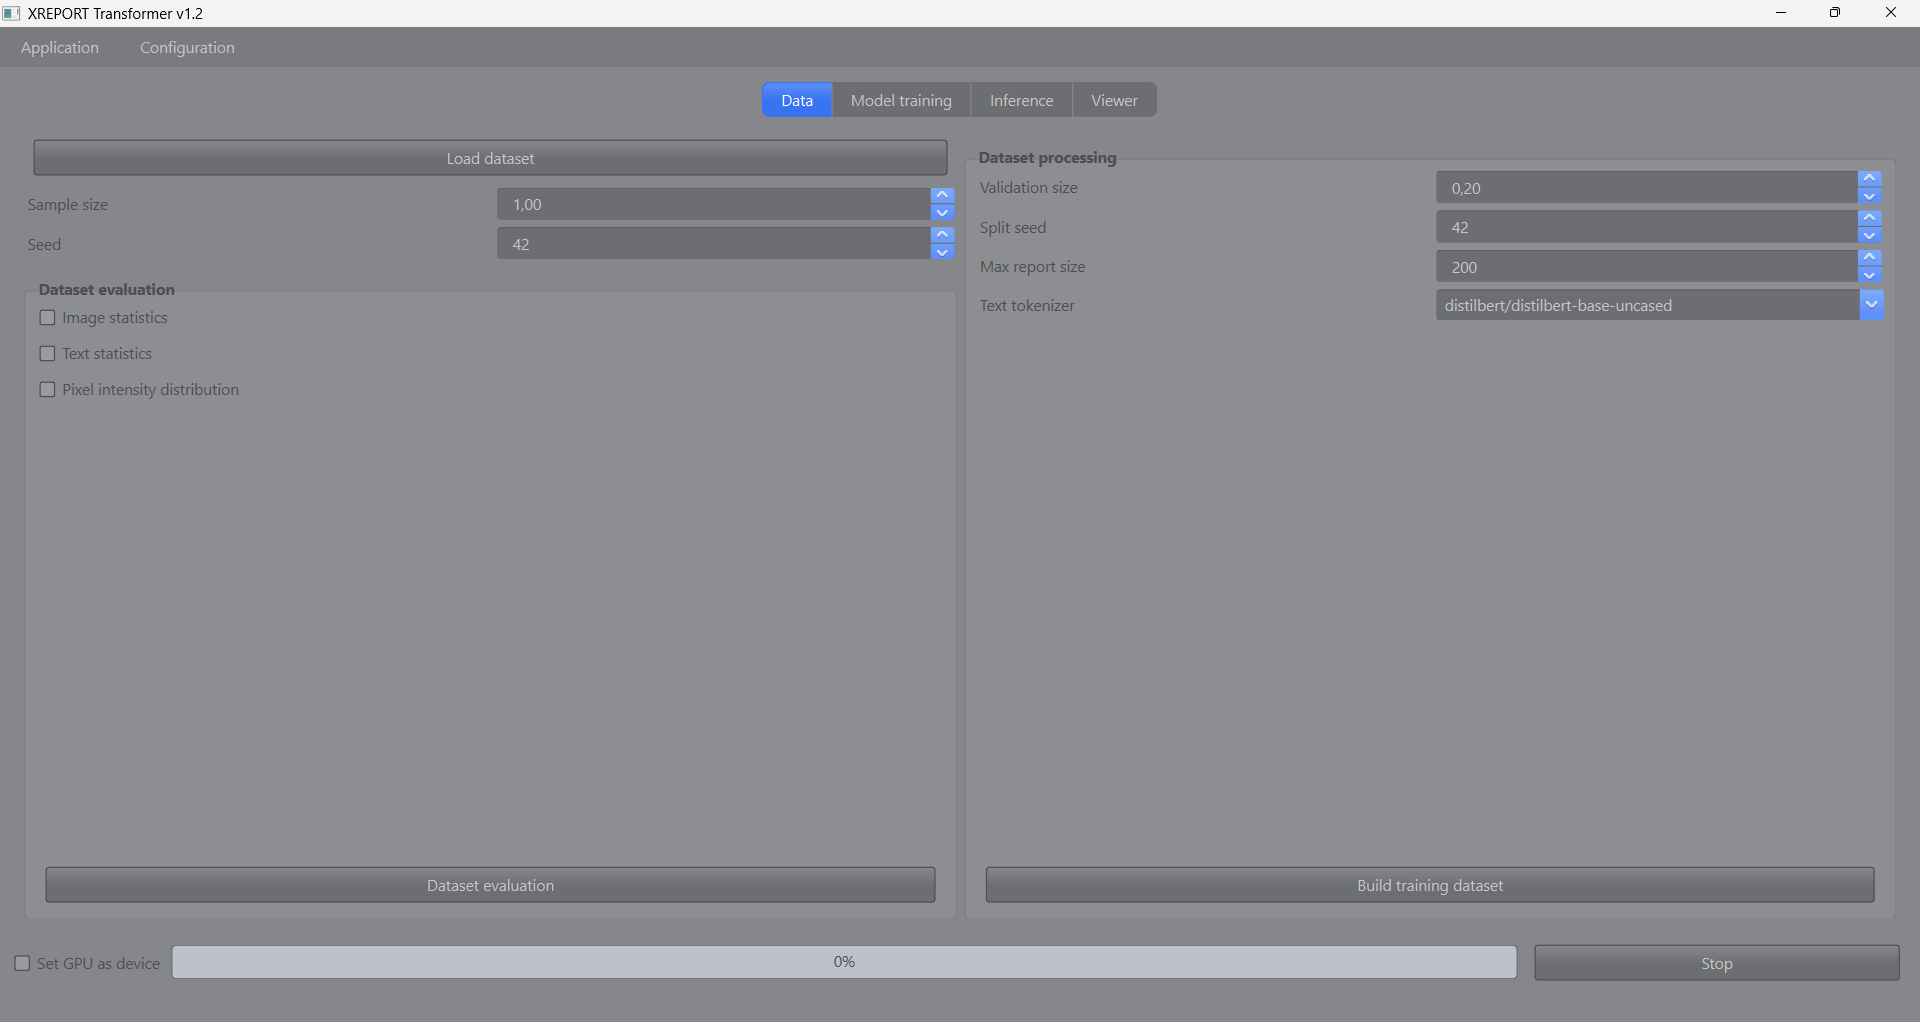 XREPORT Transformer v1.2
Application Configuration
Data Model training Inference Viewer
Load dataset
Sample size 1,00
Seed 42
Dataset evaluation
Image statistics
Text statistics
Pixel intensity distribution
Dataset evaluation
Dataset processing
Validation size 0,20
Split seed 42
Max report size 200
Text tokenizer distilbert/distilbert-base-uncased
Build training dataset
Set GPU as device 0% Stop